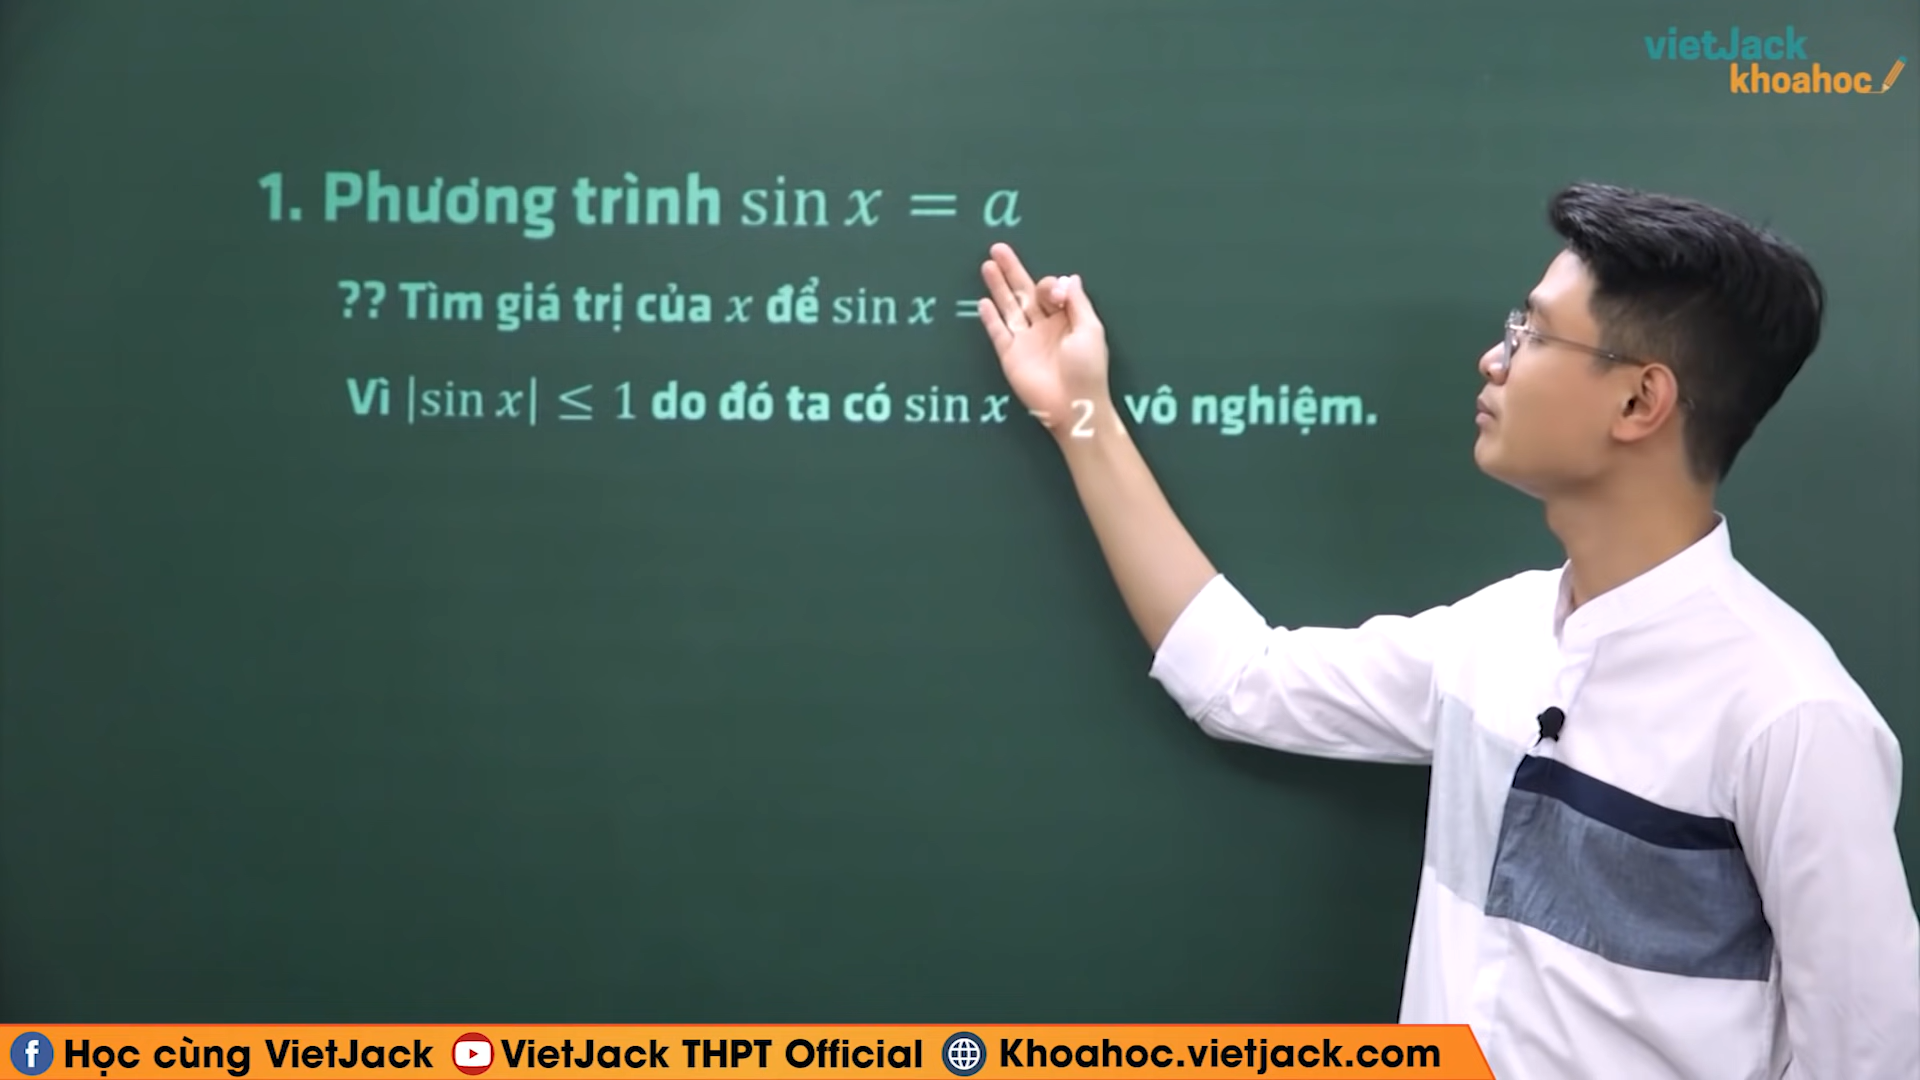 vietJack
khoahoc
1. Phương trình sin x = a
?? Tìm giá trị của x để sin x =
Vì |sin x| ≤ 1 do đó ta có sin x = 2 vô nghiệm.
Học cùng VietJack VietJack THPT Official Khoahoc.vietjack.com